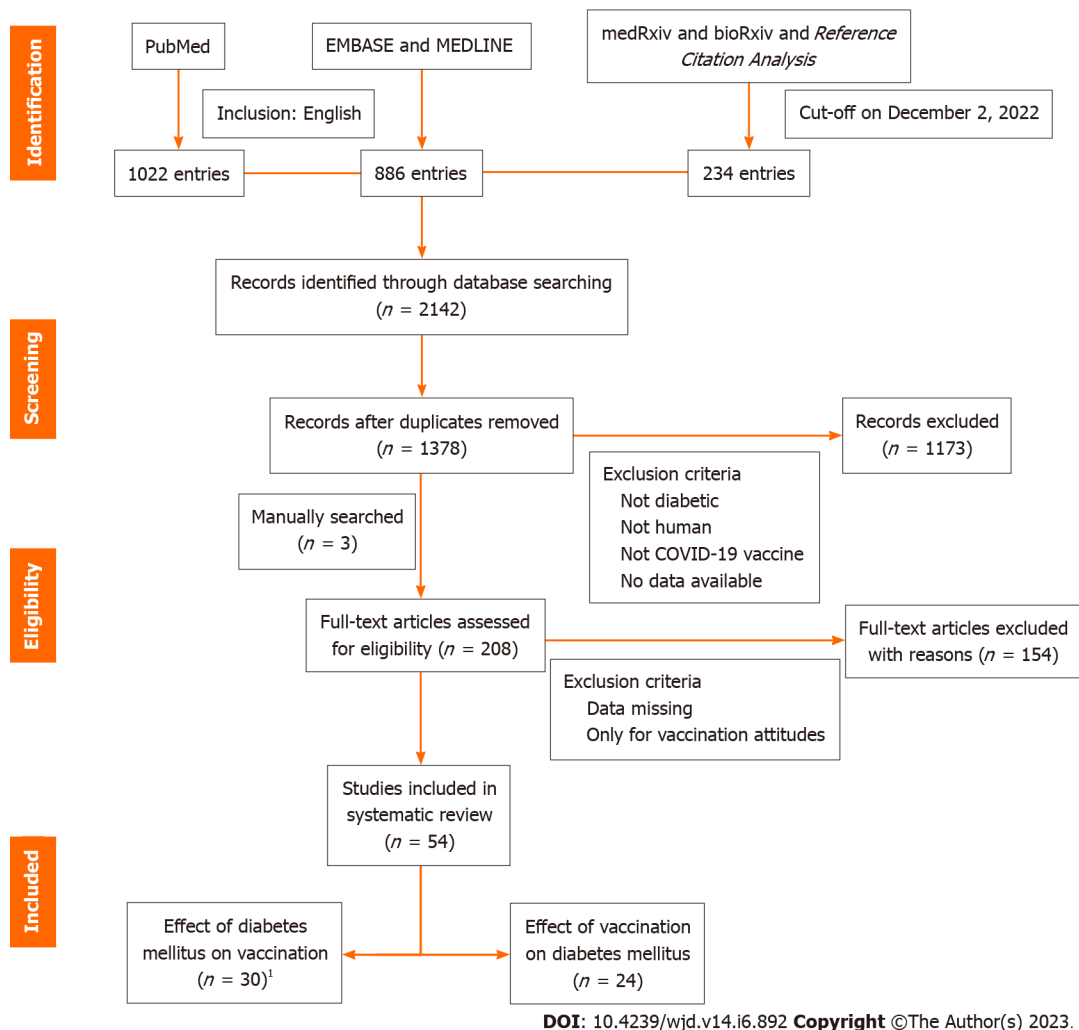 Identification
PubMed
EMBASE and MEDLINE
medRxiv and bioRxiv and Reference
Citation Analysis
Inclusion: English
Cut-off on December 2, 2022
1022 entries
886 entries
234 entries
Records identified through database searching
(n = 2142)
Screening
Records after duplicates removed
(n = 1378)
Records excluded
(n = 1173)
Exclusion criteria
Not diabetic
Not human
Not COVID-19 vaccine
No data available
Manually searched
(n = 3)
Eligibility
Full-text articles assessed
for eligibility (n = 208)
Full-text articles excluded
with reasons (n = 154)
Exclusion criteria
Data missing
Only for vaccination attitudes
Studies included in
systematic review
(n = 54)
Included
Effect of diabetes
mellitus on vaccination
(n = 30)¹
Effect of vaccination
on diabetes mellitus
(n = 24)
DOI: 10.4239/wjd.v14.i6.892 Copyright ©The Author(s) 2023.